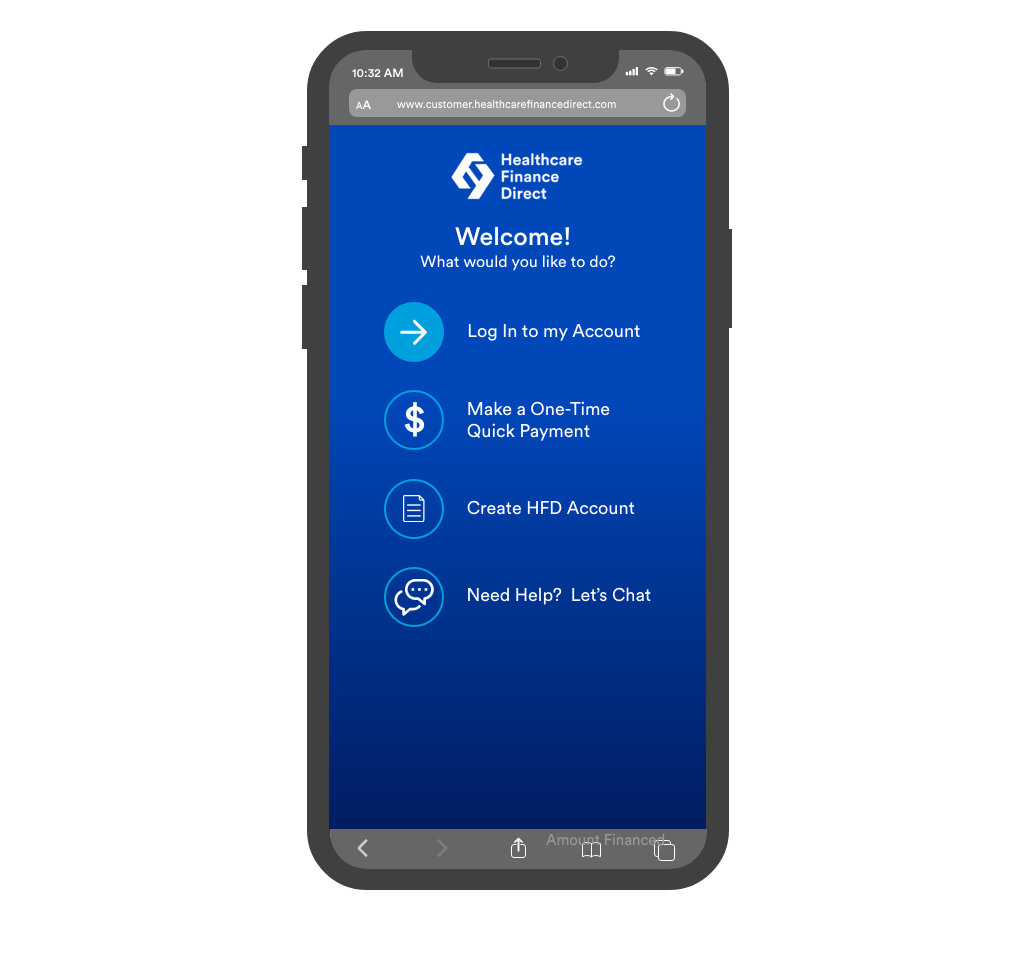 10:32 AM
AA www.customer.healthcarefinancedirect.com
Healthcare
Finance
Direct
Welcome!
What would you like to do?
Log In to my Account
$
Make a One-Time
Quick Payment
Create HFD Account
Need Help? Let’s Chat
Amount Financed